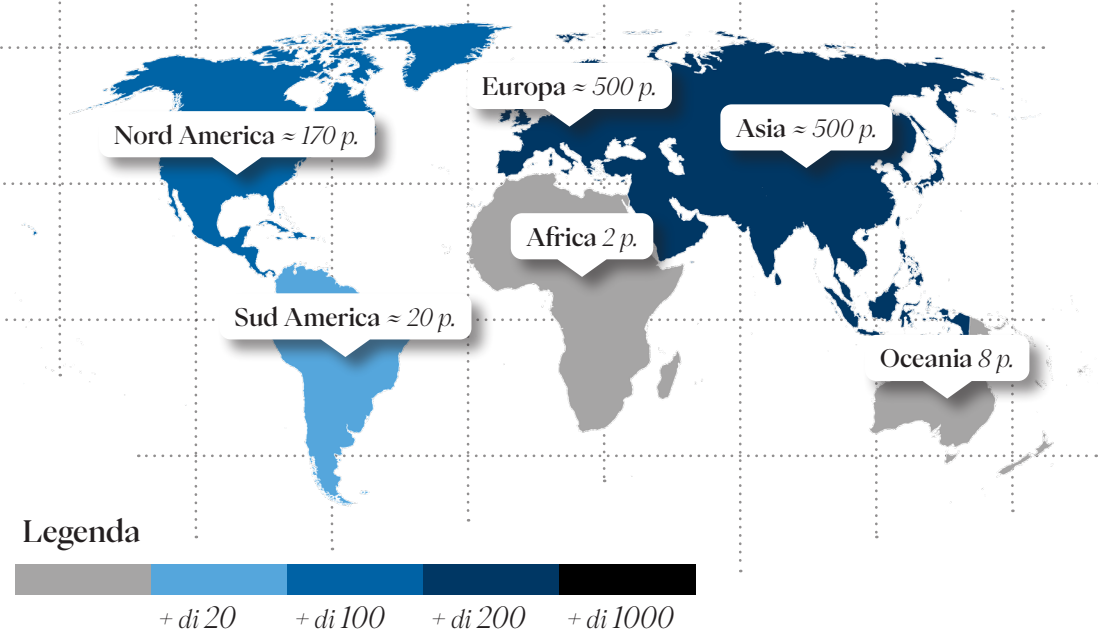 Europa ≈ 500 p.
Nord America ≈ 170 p.
Asia ≈ 500 p.
Africa 2 p.
Sud America ≈ 20 p.
Oceania 8 p.
Legenda
+ di 20
+ di 100
+ di 200
+ di 1000